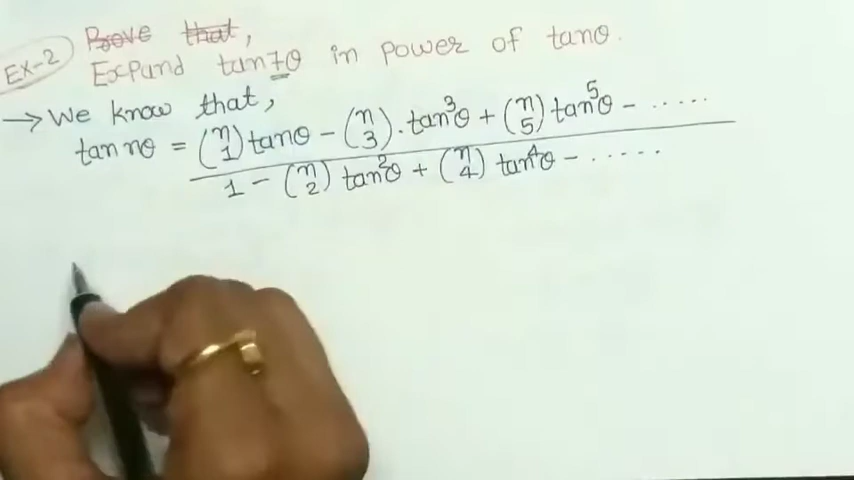 Prove that,
EX-2 Expand tan7θ in power of tanθ.
→ We know that,
tan nθ = (n 1) tanθ - (n 3) . tan³θ + (n 5) tan⁵θ - ......
1 - (n 2) tan²θ + (n 4) tan⁴θ - ......